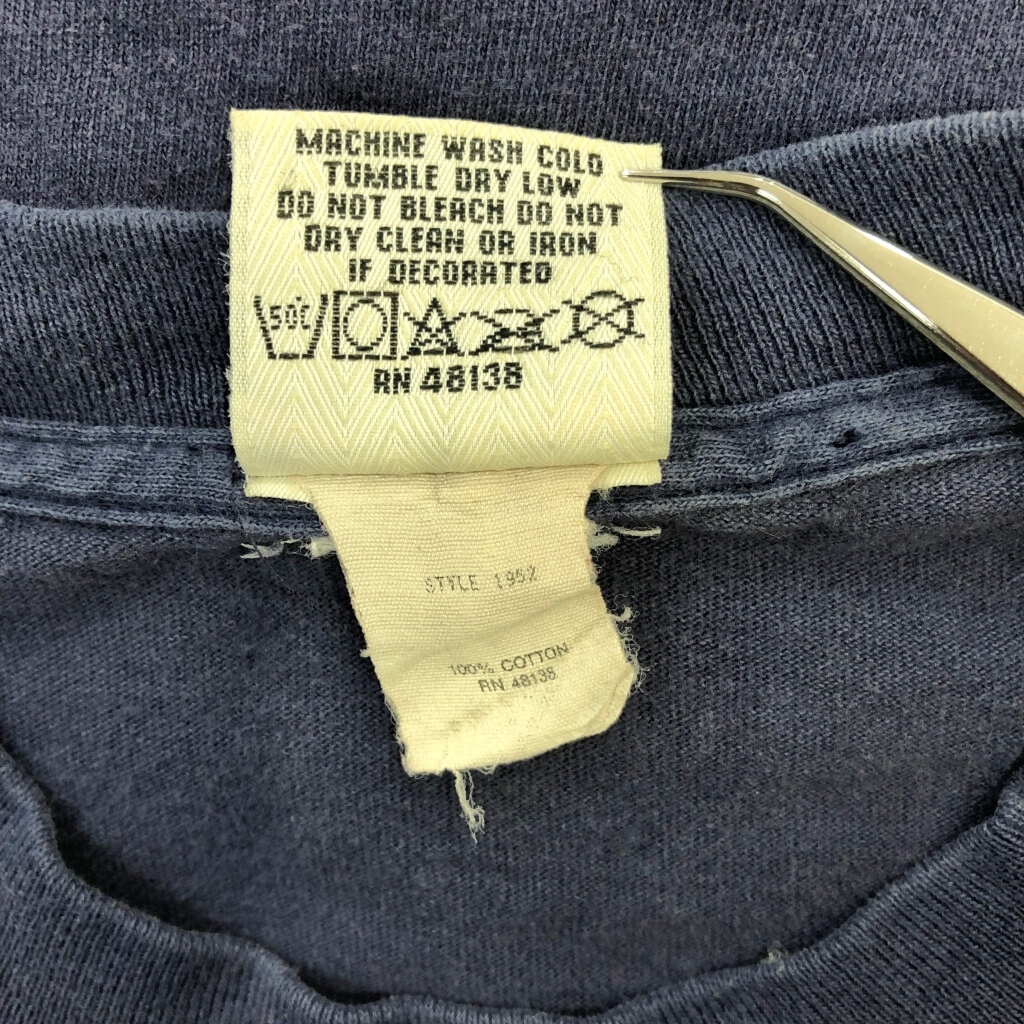 MACHINE WASH COLD
TUMBLE DRY LOW
DO NOT BLEACH DO NOT
DRY CLEAN OR IRON
IF DECORATED
50°C
RN 48138
STYLE 1952
100% COTTON
RN 48138